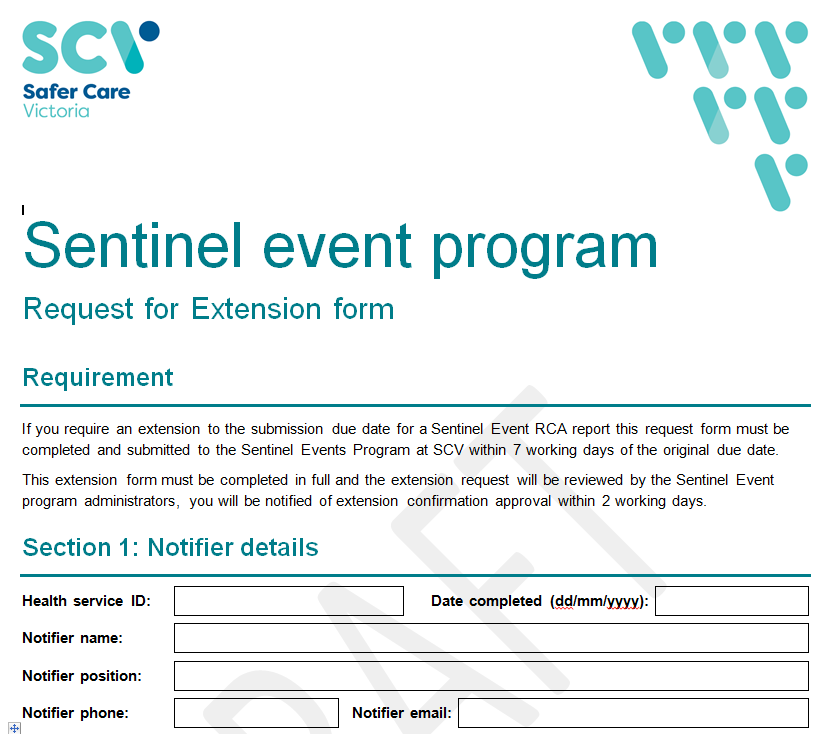 SCV
Safer Care
Victoria
Sentinel event program
Request for Extension form
Requirement
If you require an extension to the submission due date for a Sentinel Event RCA report this request form must be
completed and submitted to the Sentinel Events Program at SCV within 7 working days of the original due date.
This extension form must be completed in full and the extension request will be reviewed by the Sentinel Event
program administrators, you will be notified of extension confirmation approval within 2 working days.
Section 1: Notifier details
Health service ID: Date completed (dd/mm/yyyy):
Notifier name:
Notifier position:
Notifier phone: Notifier email:
DRAFT